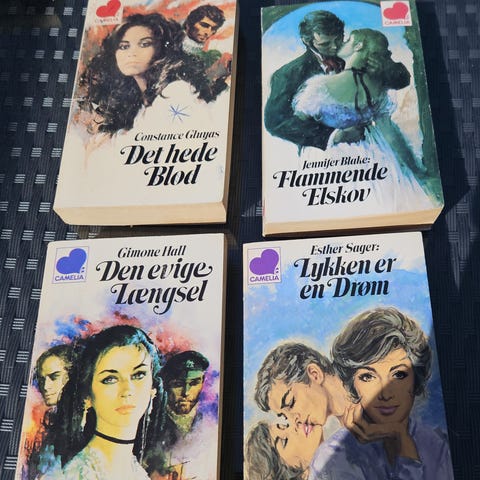 CAMELIA
Constance Gluyas
Det hede
Blod
CAMELIA
Jennifer Blake:
Flammende
Elskov
CAMELIA
Gimone Hall
Den evige
Længsel
CAMELIA
Esther Sager:
Lykken er
en Drøm